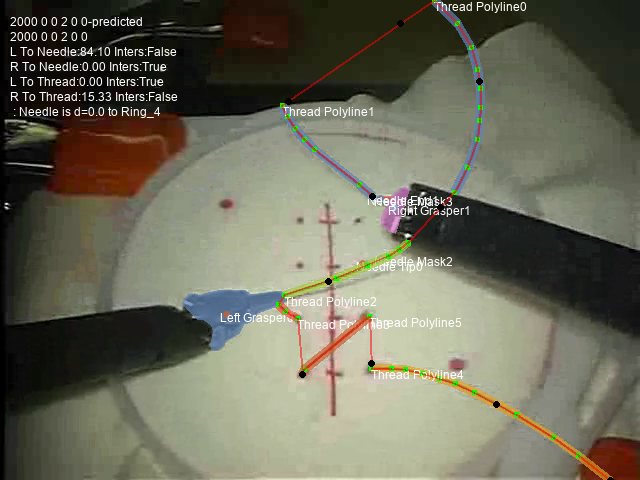 2000 0 0 2 0 0-predicted
2000 0 0 2 0 0
L To Needle:84.10 Inters:False
R To Needle:0.00 Inters:True
L To Thread:0.00 Inters:True
R To Thread:15.33 Inters:False
: Needle is d=0.0 to Ring_4
Thread Polyline0
Thread Polyline1
Right Grasper1
Needle Mask2
Thread Polyline2
Left Grasper
Thread Polyline5
Thread Polyline4